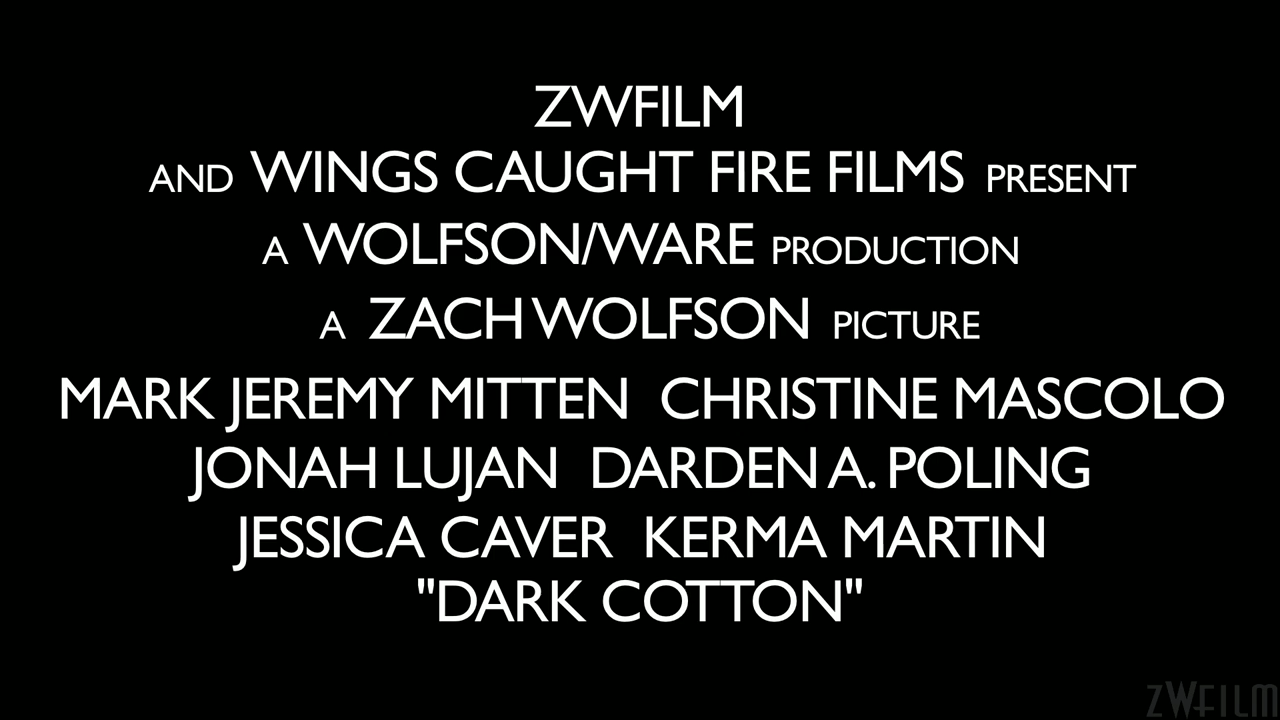 ZWFILM
AND WINGS CAUGHT FIRE FILMS PRESENT
A WOLFSON/WARE PRODUCTION
A ZACH WOLFSON PICTURE
MARK JEREMY MITTEN CHRISTINE MASCOLO
JONAH LUJAN DARDEN A. POLING
JESSICA CAVER KERMA MARTIN
"DARK COTTON"
ZWFILM